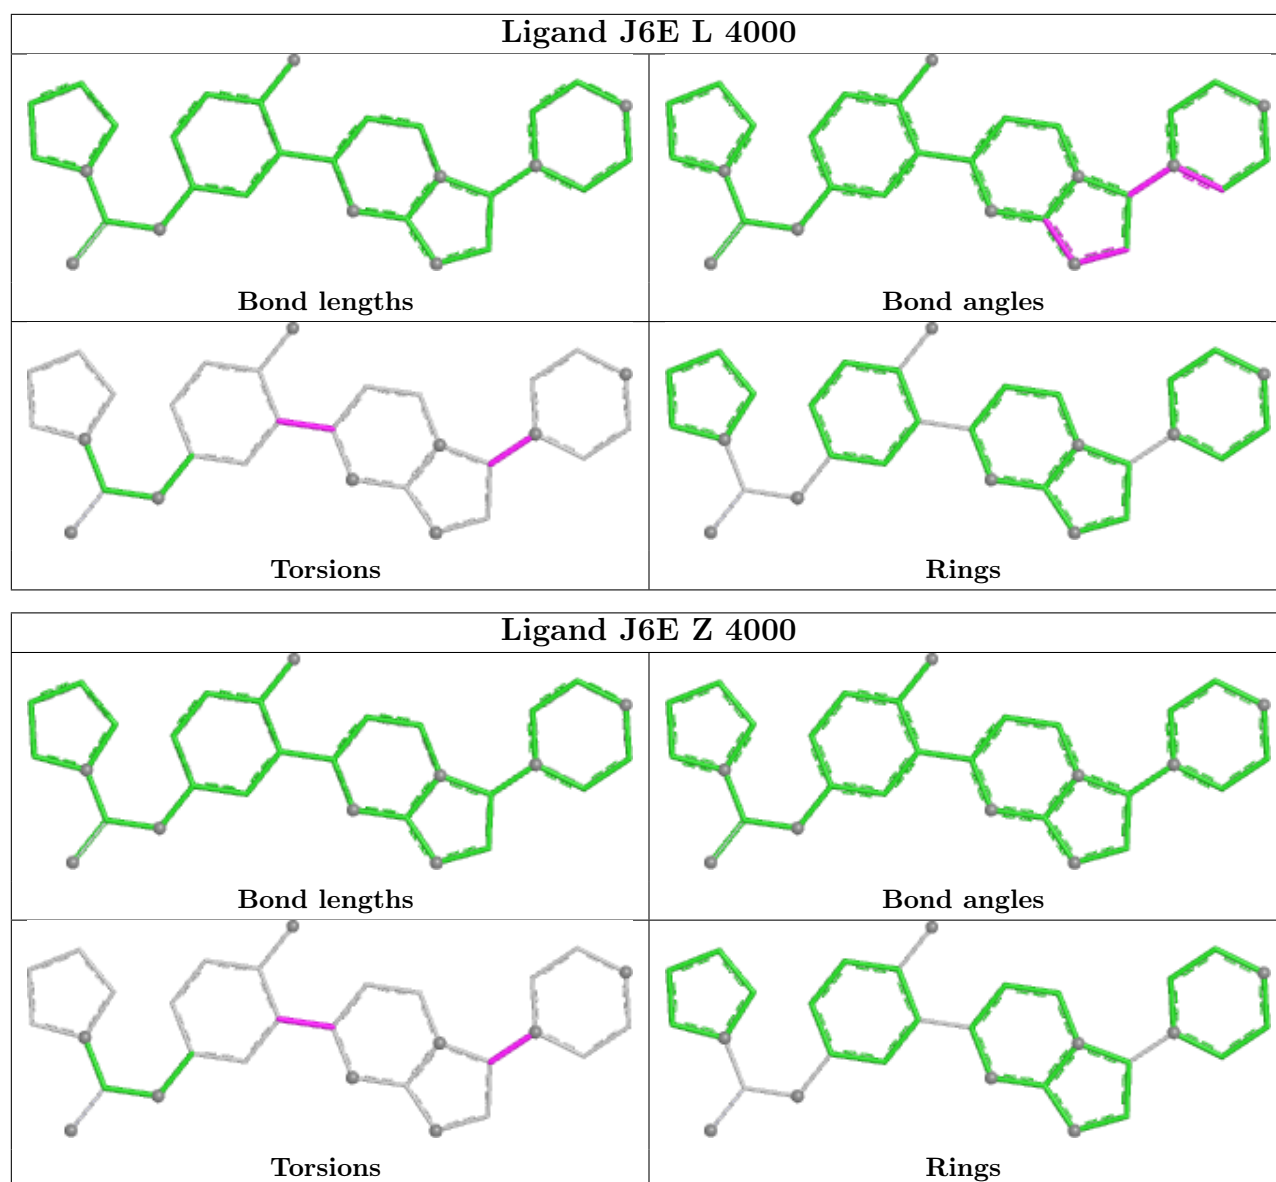 Ligand J6E L 4000
Bond lengths
Bond angles
Torsions
Rings
Ligand J6E Z 4000
Bond lengths
Bond angles
Torsions
Rings